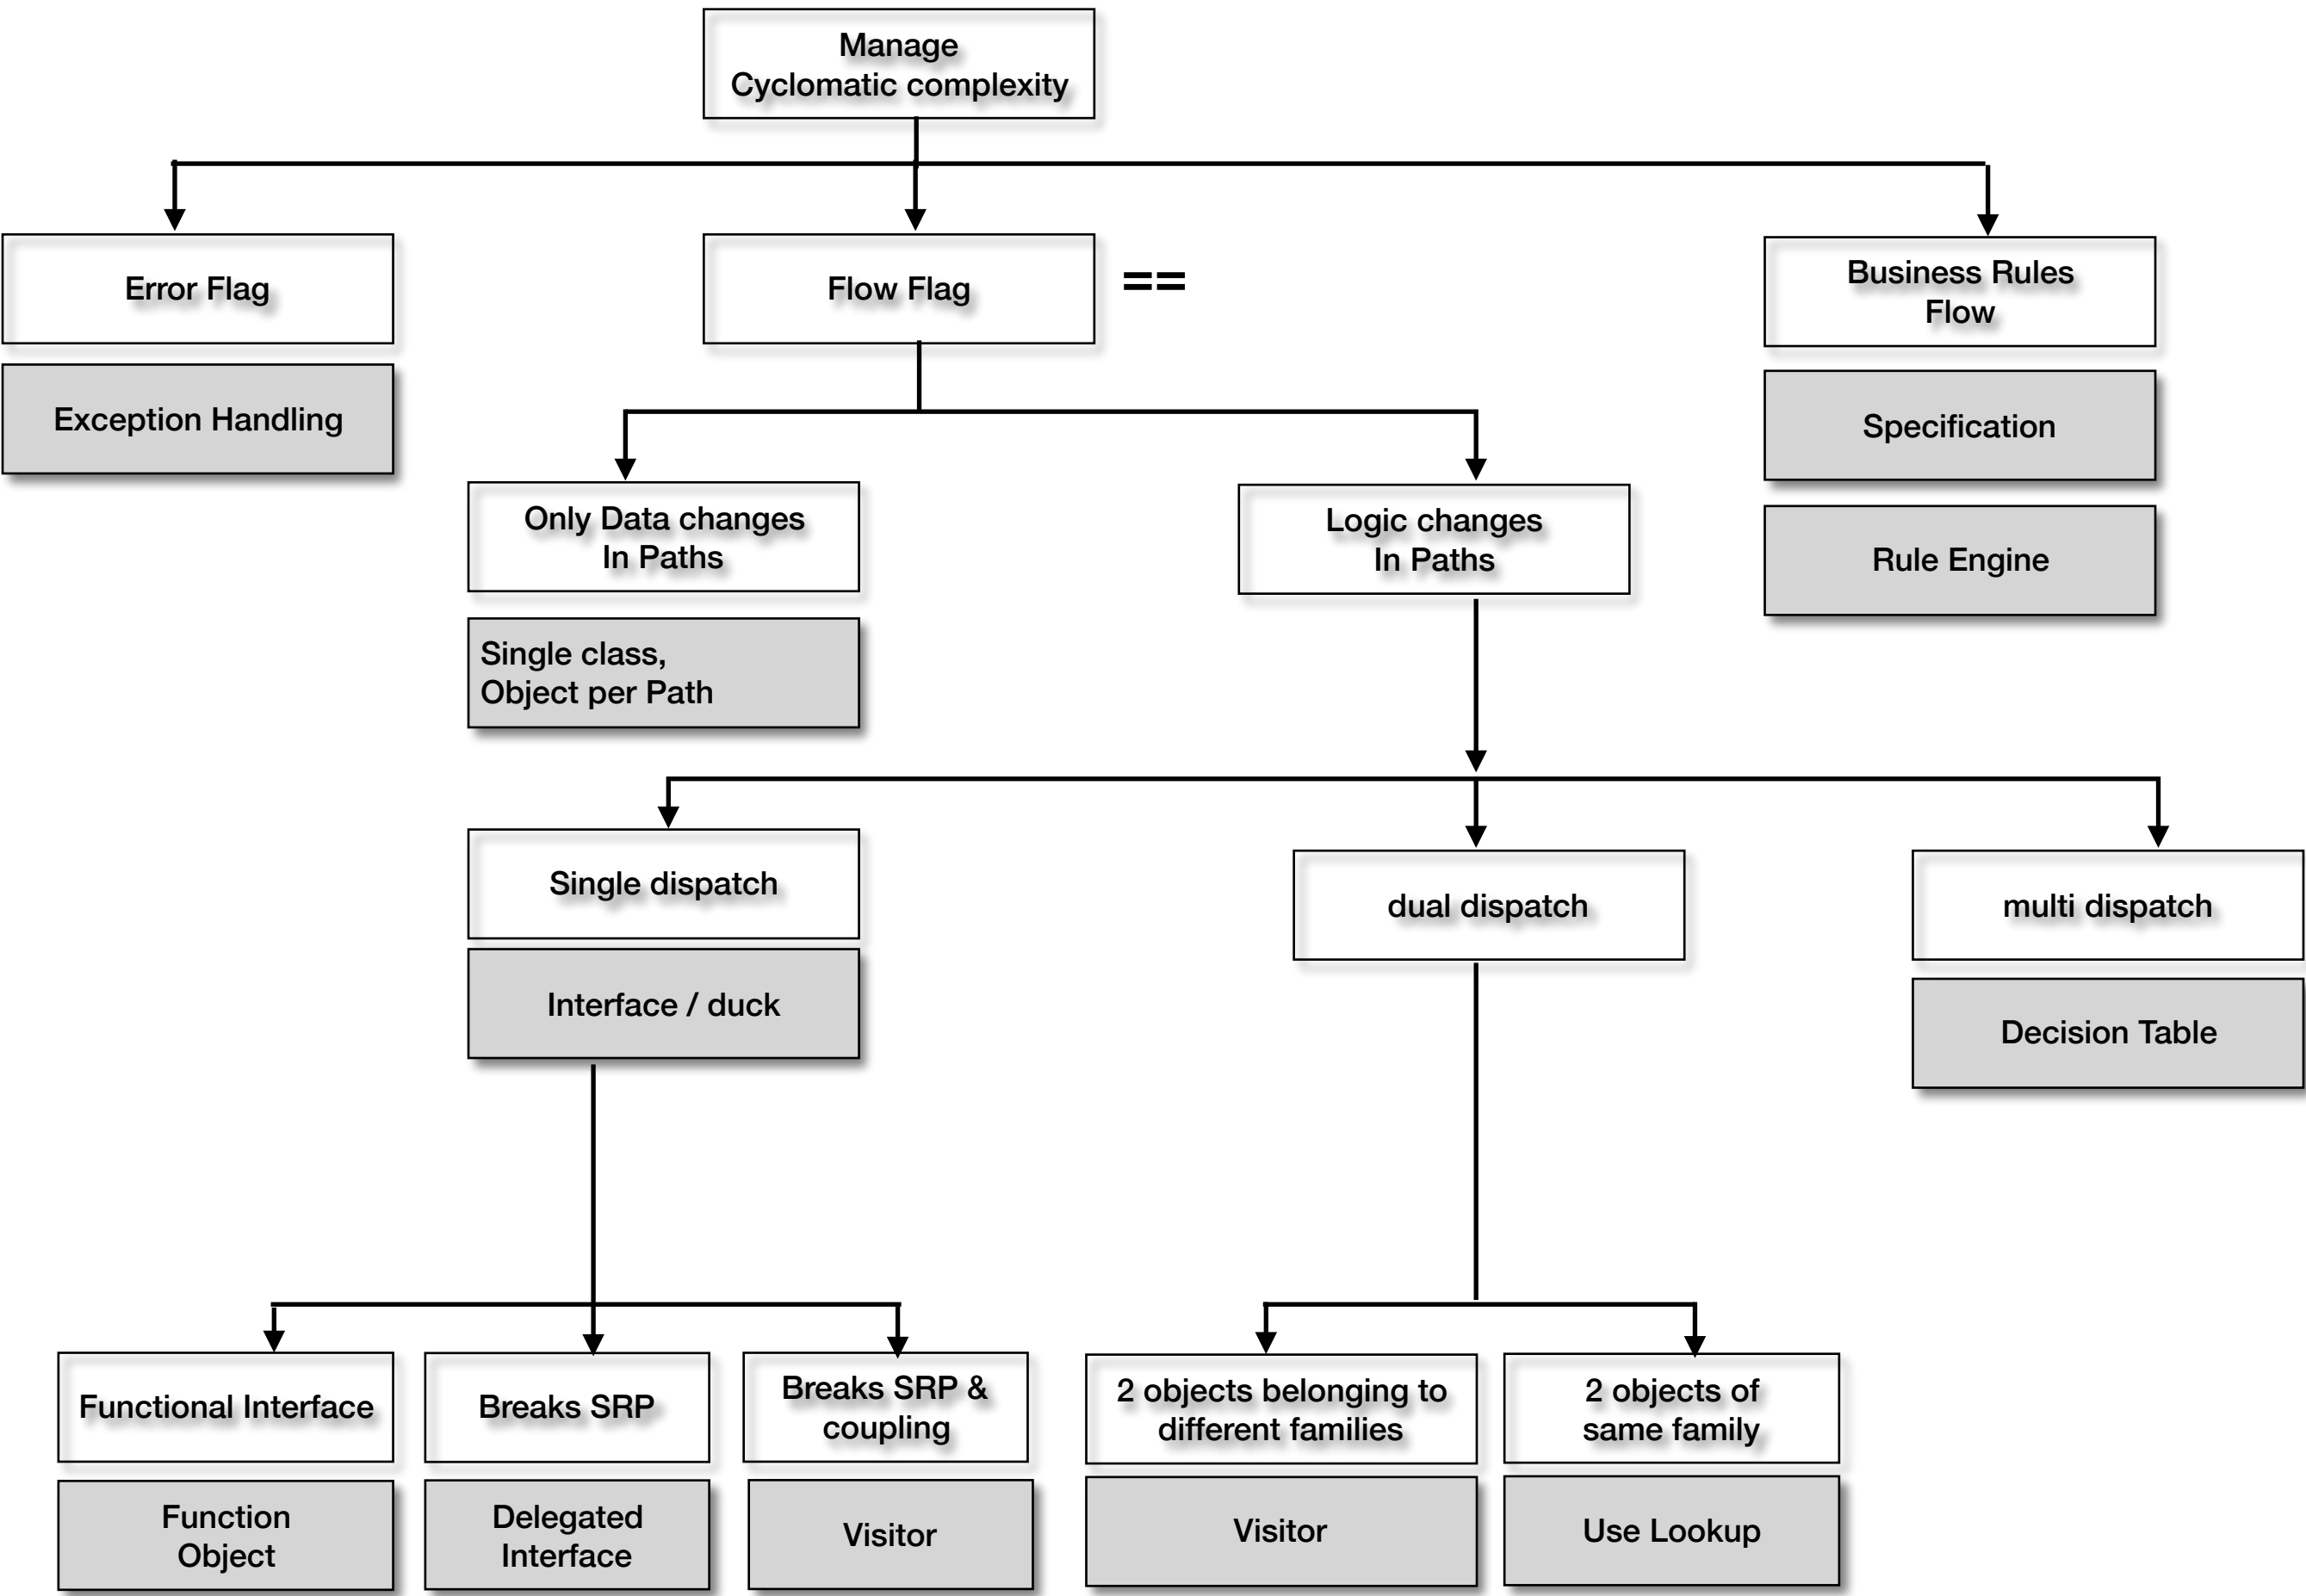 Manage
Cyclomatic complexity
Error Flag
Flow Flag
==
Business Rules
Flow
Exception Handling
Specification
Only Data changes
In Paths
Logic changes
In Paths
Rule Engine
Single class,
Object per Path
Single dispatch
dual dispatch
multi dispatch
Interface / duck
Decision Table
Functional Interface
Breaks SRP
Breaks SRP &
coupling
2 objects belonging to
different families
2 objects of
same family
Function
Object
Delegated
Interface
Visitor
Visitor
Use Lookup